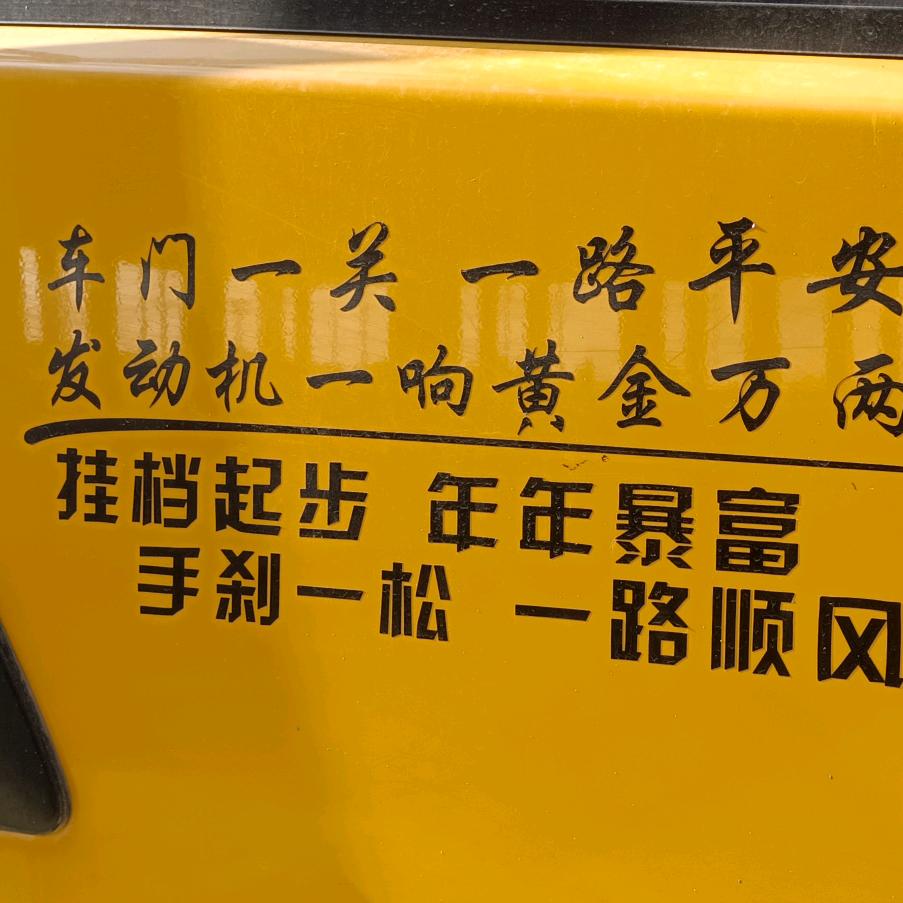 车门一关 一路平安
发动机一响黄金万两
挂档起步 年年暴富
手刹一松 一路顺风